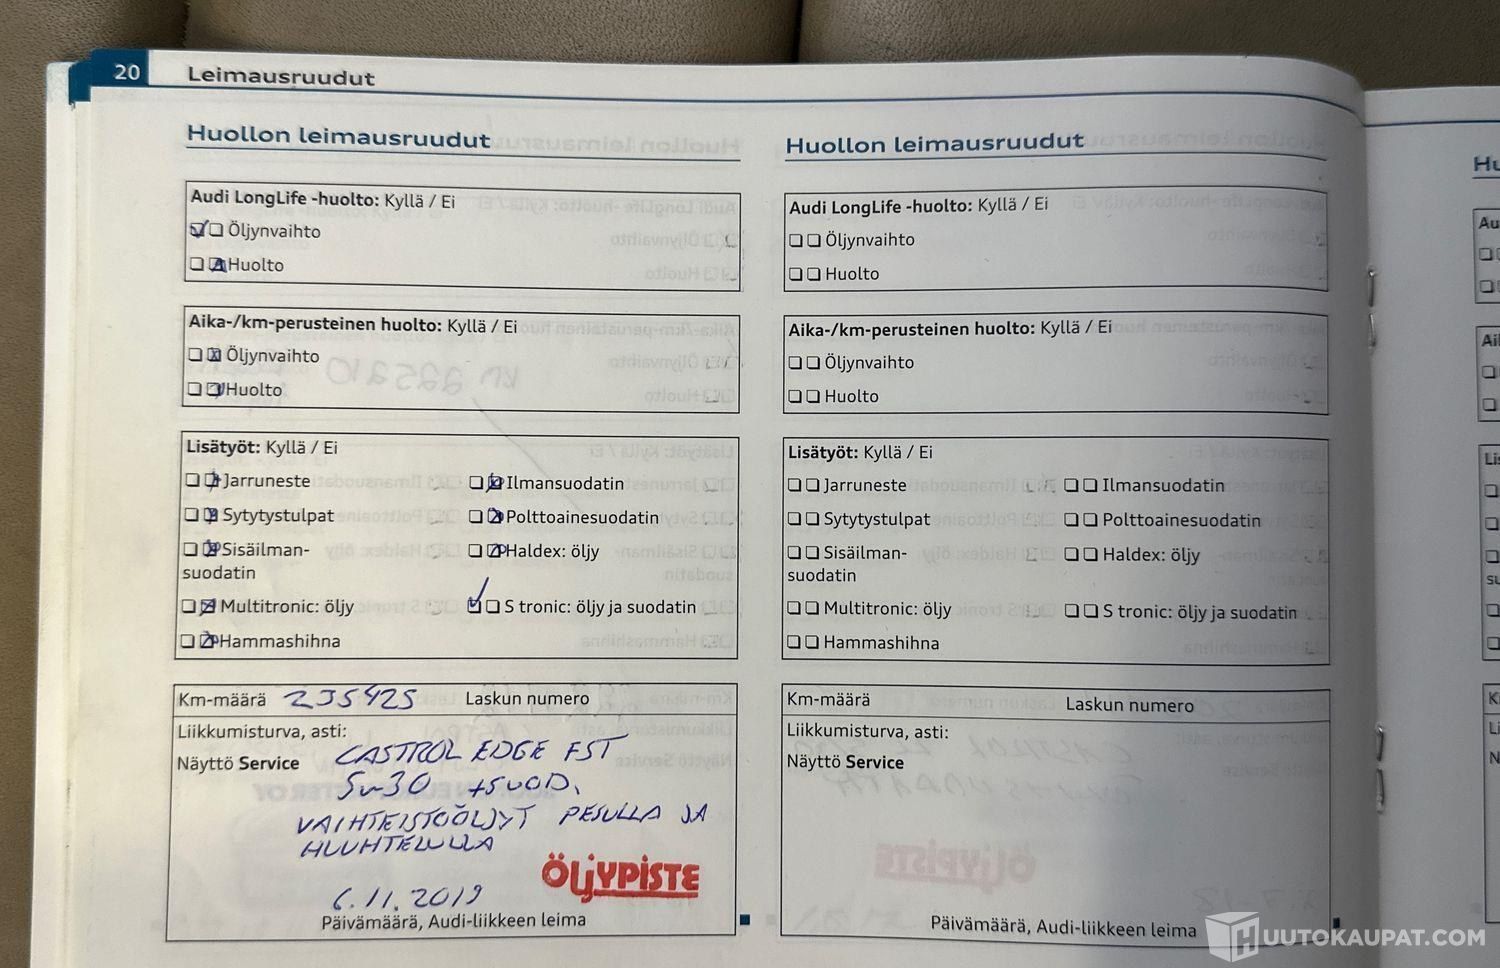 20 Leimausruudut
Huollon leimausruudut
Audi LongLife -huolto: Kyllä / Ei
Öljynvaihto
Huolto
Aika-/km-perusteinen huolto: Kyllä / Ei
Öljynvaihto
Huolto
Lisätyöt: Kyllä / Ei
Jarruneste Ilmansuodatin
Sytytystulpat Polttoainesuodatin
Sisäilman- Haldex: öljy
suodatin
Multitronic: öljy S tronic: öljy ja suodatin
Hammashihna
Km-määrä 235425 Laskun numero
Liikkumisturva, asti:
CASTROL EDGE FST
Näyttö Service
5w30 +SUOD.
VAIHTEISTOÖLJYT PESULLA JA
HUUHTELULLA
ÖLJYPISTE
6.11.2019
Päivämäärä, Audi-liikkeen leima
Huollon leimausruudut
Audi LongLife -huolto: Kyllä / Ei
Öljynvaihto
Huolto
Aika-/km-perusteinen huolto: Kyllä / Ei
Öljynvaihto
Huolto
Lisätyöt: Kyllä / Ei
Jarruneste Ilmansuodatin
Sytytystulpat Polttoainesuodatin
Sisäilman- Haldex: öljy
suodatin
Multitronic: öljy S tronic: öljy ja suodatin
Hammashihna
Km-määrä Laskun numero
Liikkumisturva, asti:
Näyttö Service
Päivämäärä, Audi-liikkeen leima
HUUTOKAUPAT.COM